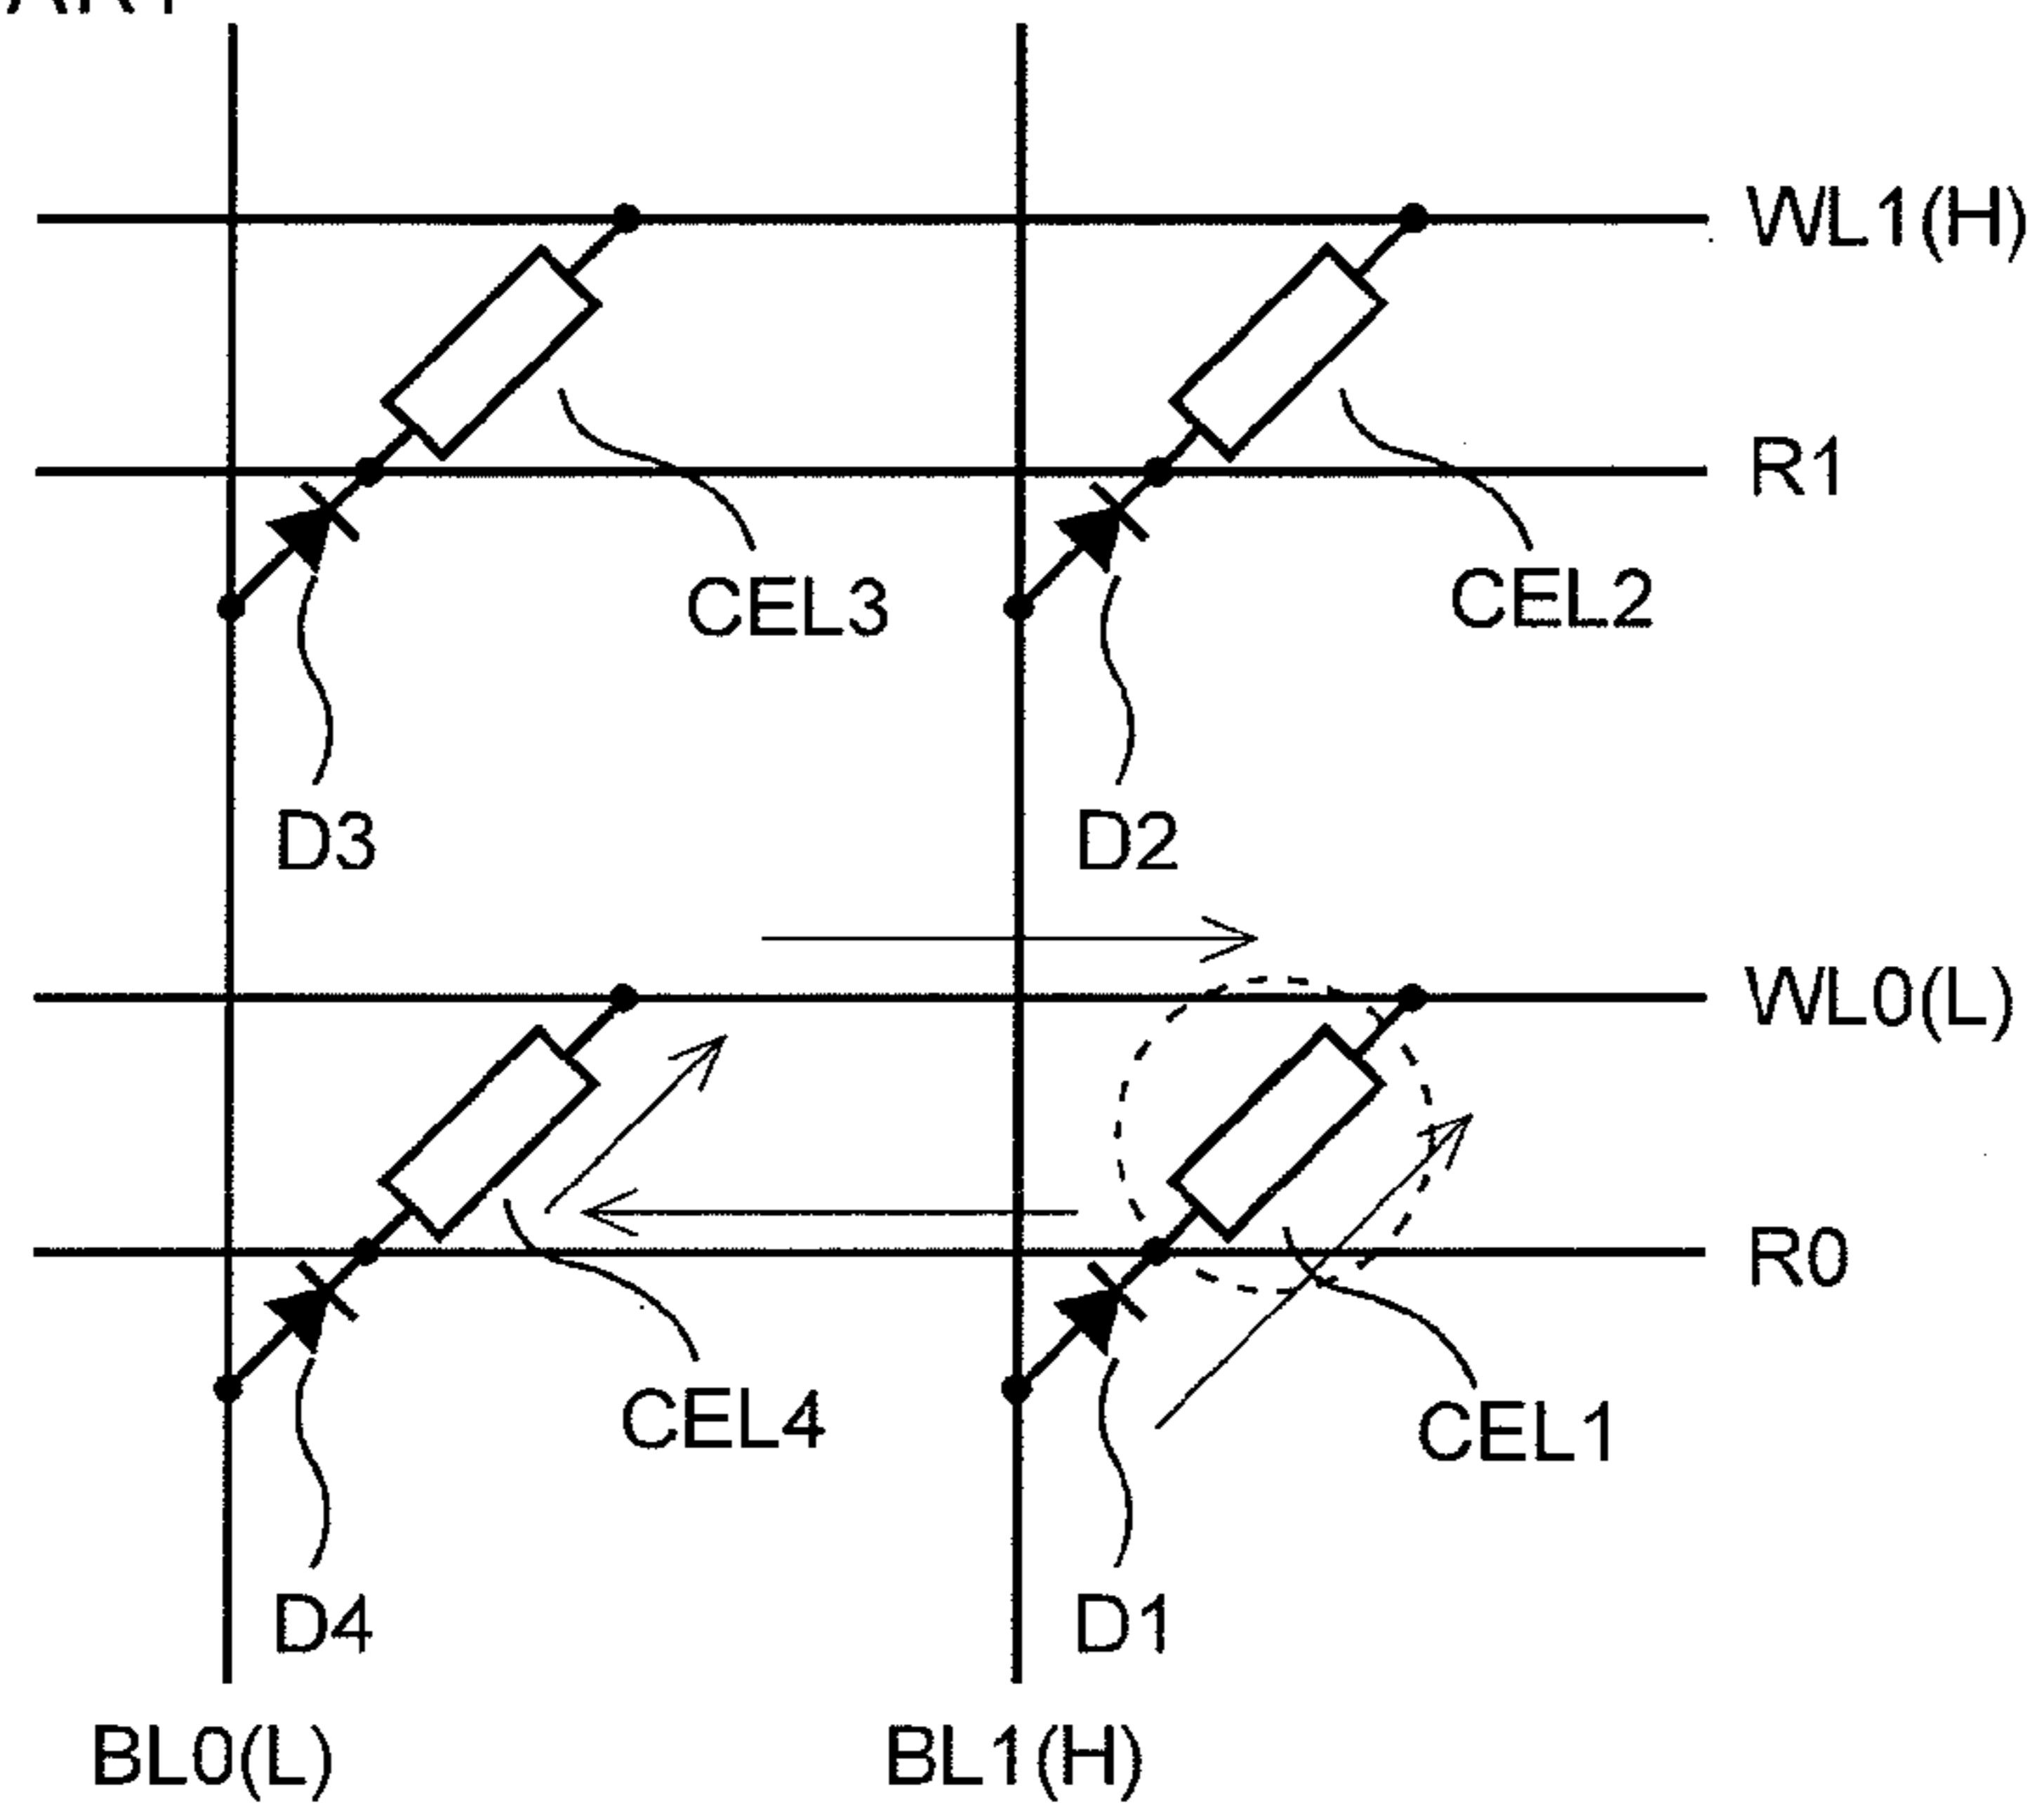 WL1(H)
R1
CEL3
CEL2
D3
D2
WL0(L)
R0
CEL4
CEL1
D4
D1
BL0(L)
BL1(H)